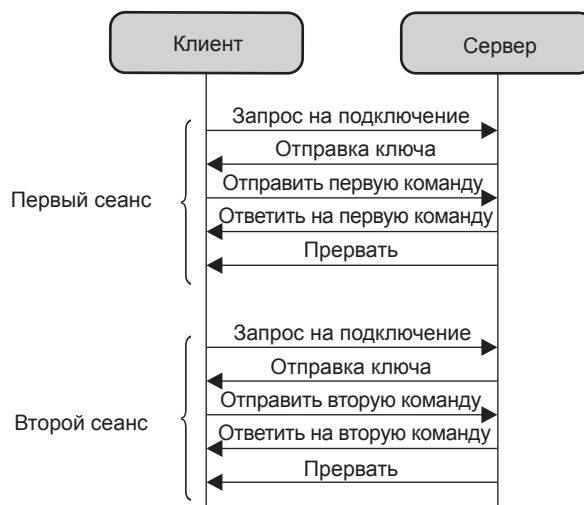 Клиент
Сервер
Запрос на подключение
Отправка ключа
Отправить первую команду
Первый сеанс
Ответить на первую команду
Прервать
Запрос на подключение
Отправка ключа
Отправить вторую команду
Второй сеанс
Ответить на вторую команду
Прервать